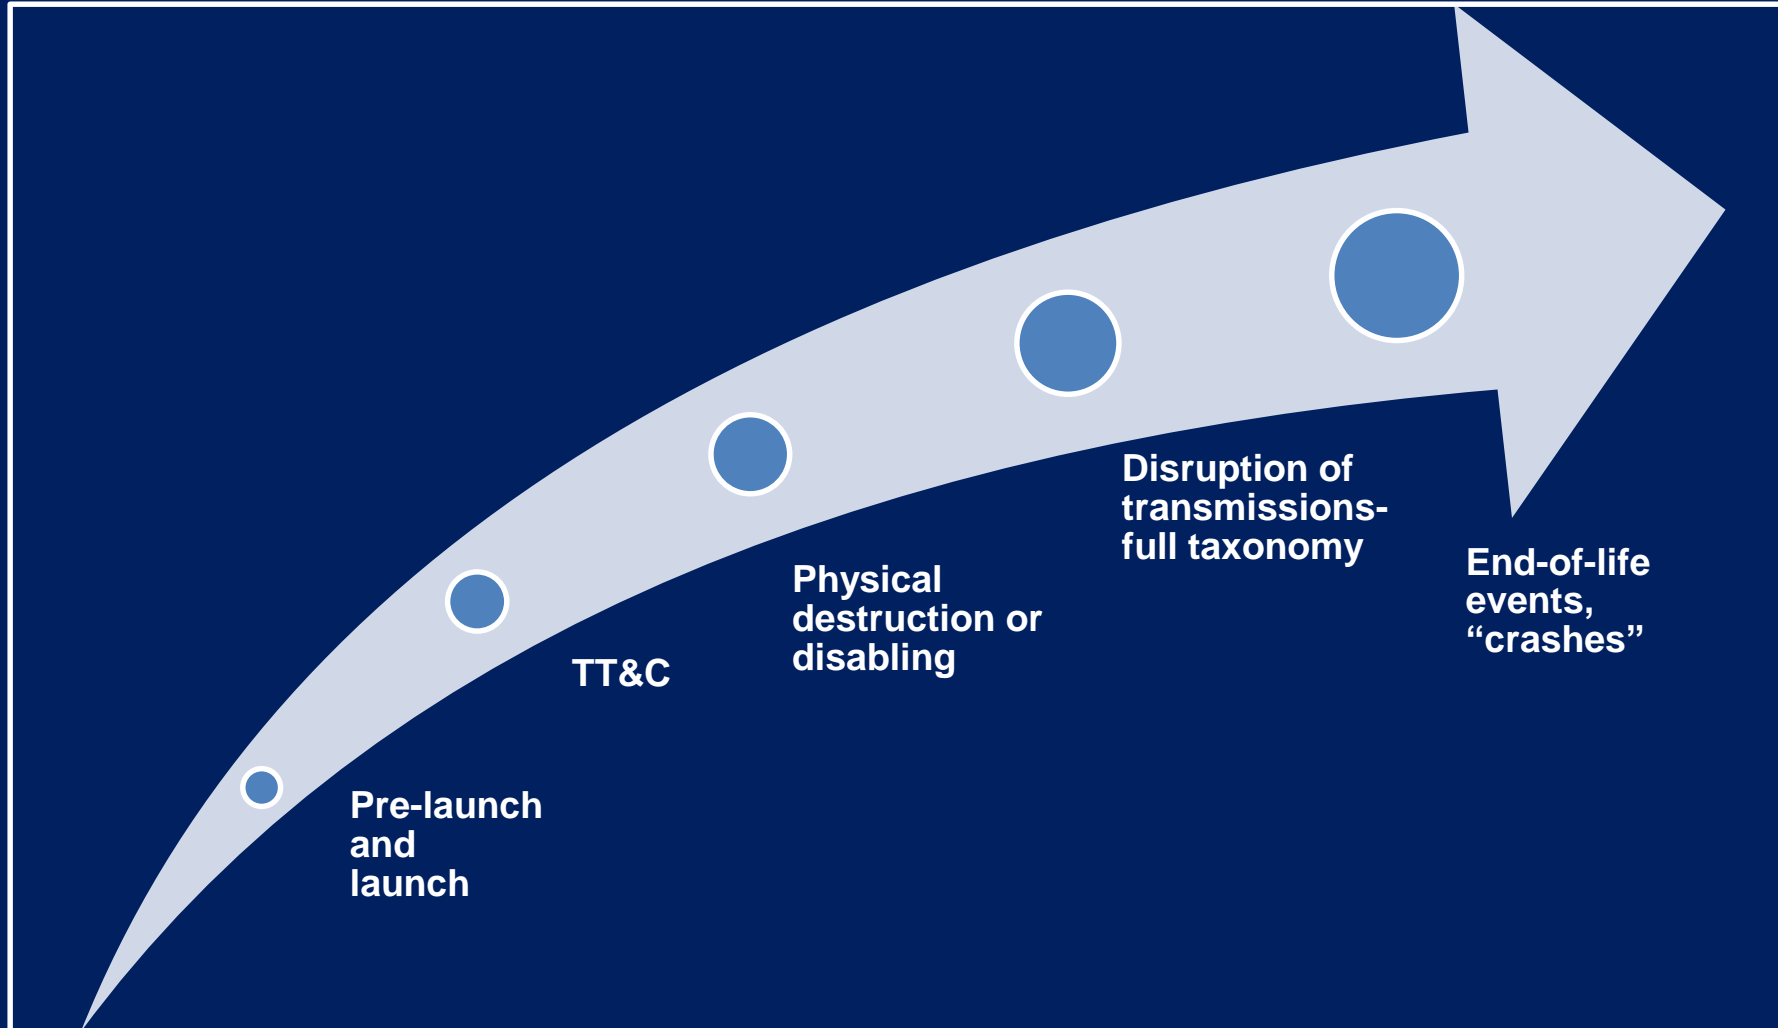 Pre-launch
and
launch
TT&C
Physical
destruction or
disabling
Disruption of
transmissions-
full taxonomy
End-of-life
events,
“crashes”